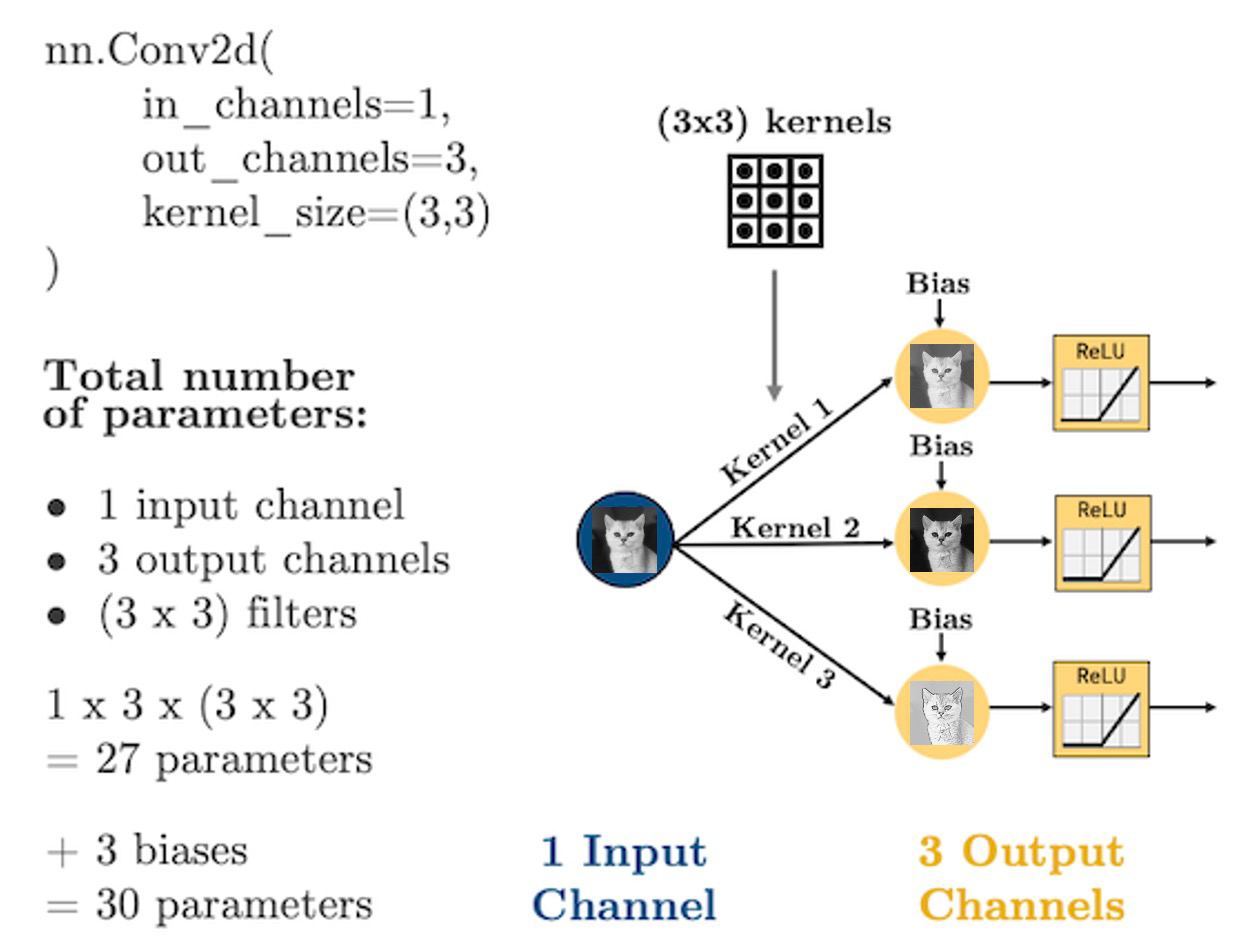 nn.Conv2d(
in_channels=1,
out_channels=3,
kernel_size=(3,3)
)
Total number
of parameters:
● 1 input channel
● 3 output channels
● (3 x 3) filters
1 x 3 x (3 x 3)
= 27 parameters
+ 3 biases
= 30 parameters
(3x3) kernels
Kernel 1
Kernel 2
Kernel 3
Bias
ReLU
Bias
ReLU
Bias
ReLU
1 Input
Channel
3 Output
Channels